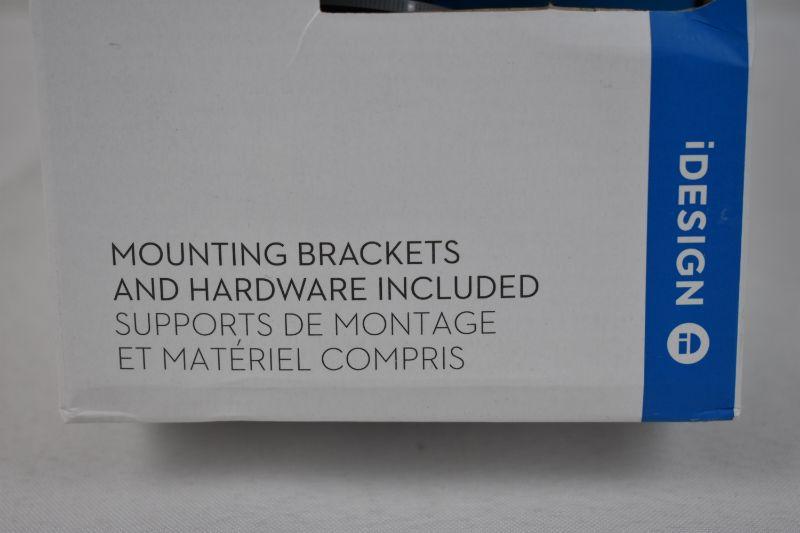 MOUNTING BRACKETS
AND HARDWARE INCLUDED
SUPPORTS DE MONTAGE
ET MATÉRIEL COMPRIS
iDESIGN iD